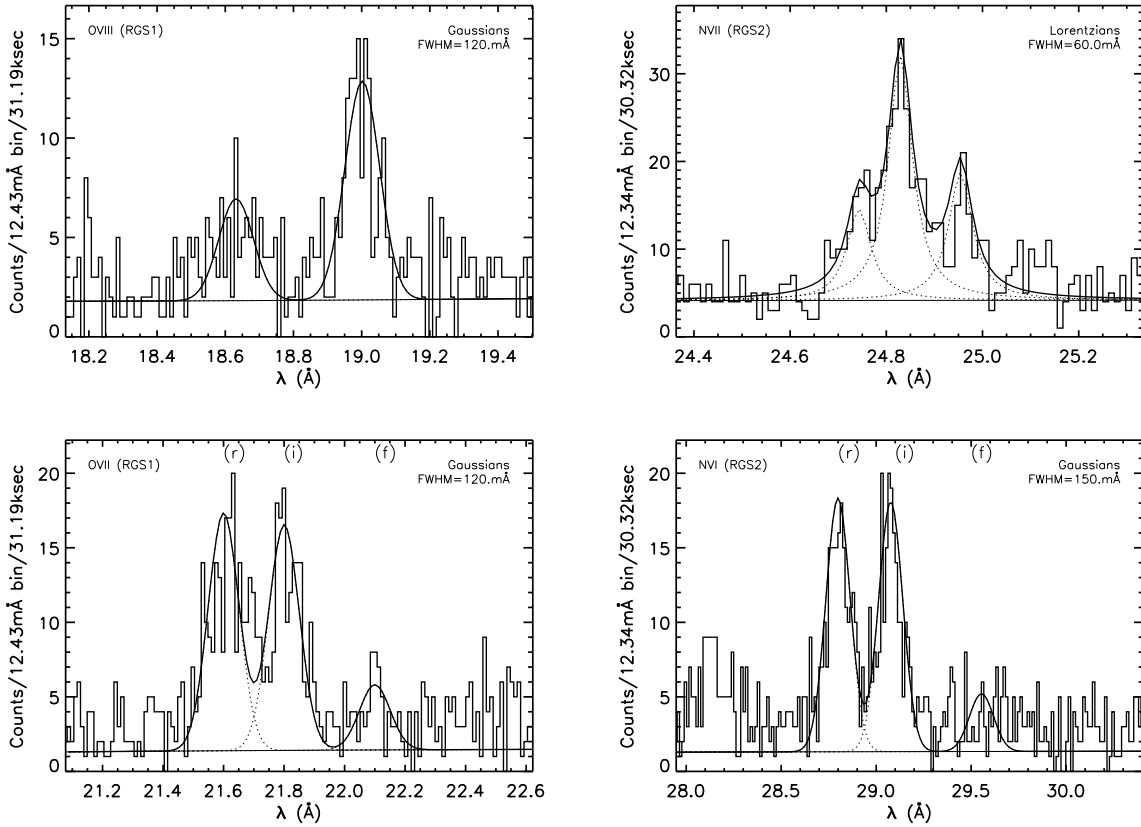 OVIII (RGS1)
Gaussians
FWHM=120.mÅ
Counts/12.43mÅ bin/31.19ksec
15
10
5
0
18.2 18.4 18.6 18.8 19.0 19.2 19.4
λ (Å)
NVII (RGS2)
Lorentzians
FWHM=60.0mÅ
Counts/12.34mÅ bin/30.32ksec
30
20
10
0
24.4 24.6 24.8 25.0 25.2
λ (Å)
OVII (RGS1)
(r) (i) (f)
Gaussians
FWHM=120.mÅ
Counts/12.43mÅ bin/31.19ksec
20
15
10
5
0
21.2 21.4 21.6 21.8 22.0 22.2 22.4 22.6
λ (Å)
NVI (RGS2)
(r) (i) (f)
Gaussians
FWHM=150.mÅ
Counts/12.34mÅ bin/30.32ksec
20
15
10
5
0
28.0 28.5 29.0 29.5 30.0
λ (Å)